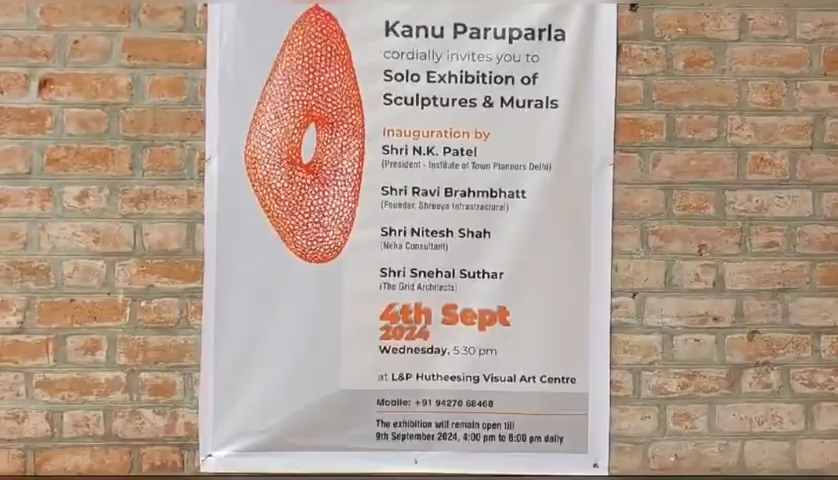 Kanu Paruparla
cordially invites you to
Solo Exhibition of
Sculptures & Murals
Inauguration by
Shri N.K. Patel
(President - Institute of Town Planners Delhi)
Shri Ravi Brahmbhatt
(Founder, Shreeya Infrastractural)
Shri Nitesh Shah
(Neha Consultant)
Shri Snehal Suthar
(The Grid Architects)
4th Sept
2024
Wednesday, 5:30 pm
at L&P Hutheesing Visual Art Centre
Mobile: +91 94270 66468
The exhibition will remain open till
9th September 2024, 4:00 pm to 8:00 pm daily